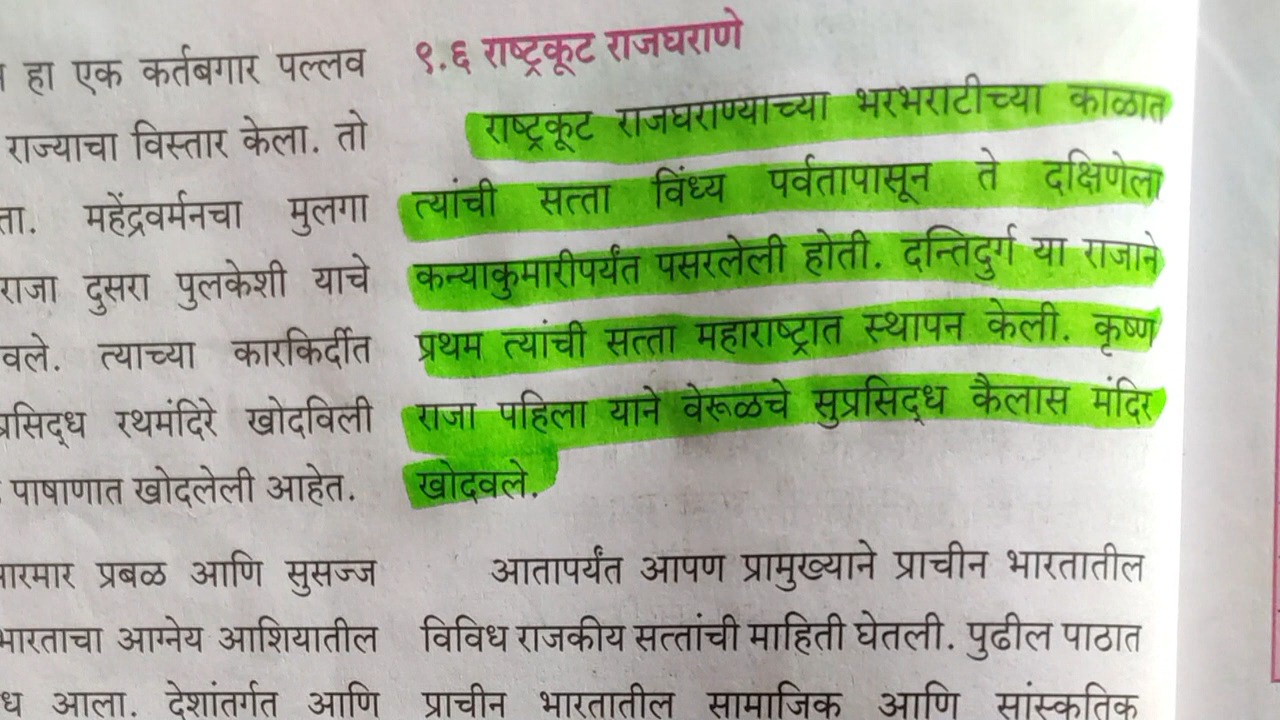 हा एक कर्तबगार पल्लव
राज्याचा विस्तार केला. तो
महेंद्रवर्मनचा मुलगा
राजा दुसरा पुलकेशी याचे
त्याच्या कारकिर्दीत
रथमंदिरे खोदविली
पाषाणात खोदलेली आहेत.
प्रबळ आणि सुसज्ज
भारताचा आग्नेय आशियातील
आला. देशांतर्गत आणि
९.६ राष्ट्रकूट राजघराणे
राष्ट्रकूट राजघराण्याच्या भरभराटीच्या काळात
त्यांची सत्ता विंध्य पर्वतापासून ते दक्षिणेला
कन्याकुमारीपर्यंत पसरलेली होती. दन्तिदुर्ग या राजाने
प्रथम त्यांची सत्ता महाराष्ट्रात स्थापन केली. कृष्ण
राजा पहिला याने वेरूळचे सुप्रसिद्ध कैलास मंदिर
खोदवले.
आतापर्यंत आपण प्रामुख्याने प्राचीन भारतातील
विविध राजकीय सत्तांची माहिती घेतली. पुढील पाठात
प्राचीन भारतातील सामाजिक आणि सांस्कृतिक